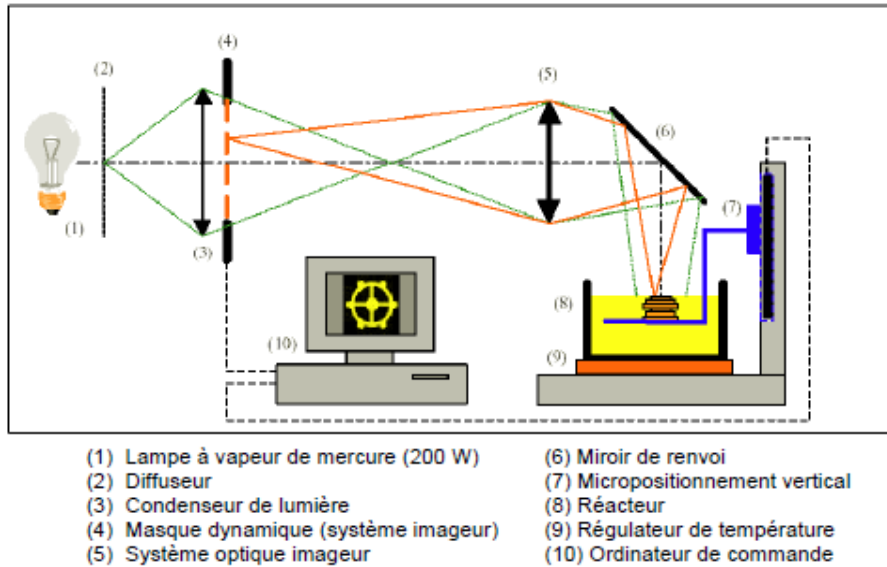 (4)
(2)
(5)
(6)
(7)
(1)
(3)
(8)
(10)
(9)
(1) Lampe à vapeur de mercure (200 W)
(2) Diffuseur
(3) Condenseur de lumière
(4) Masque dynamique (système imageur)
(5) Système optique imageur
(6) Miroir de renvoi
(7) Micropositionnement vertical
(8) Réacteur
(9) Régulateur de température
(10) Ordinateur de commande